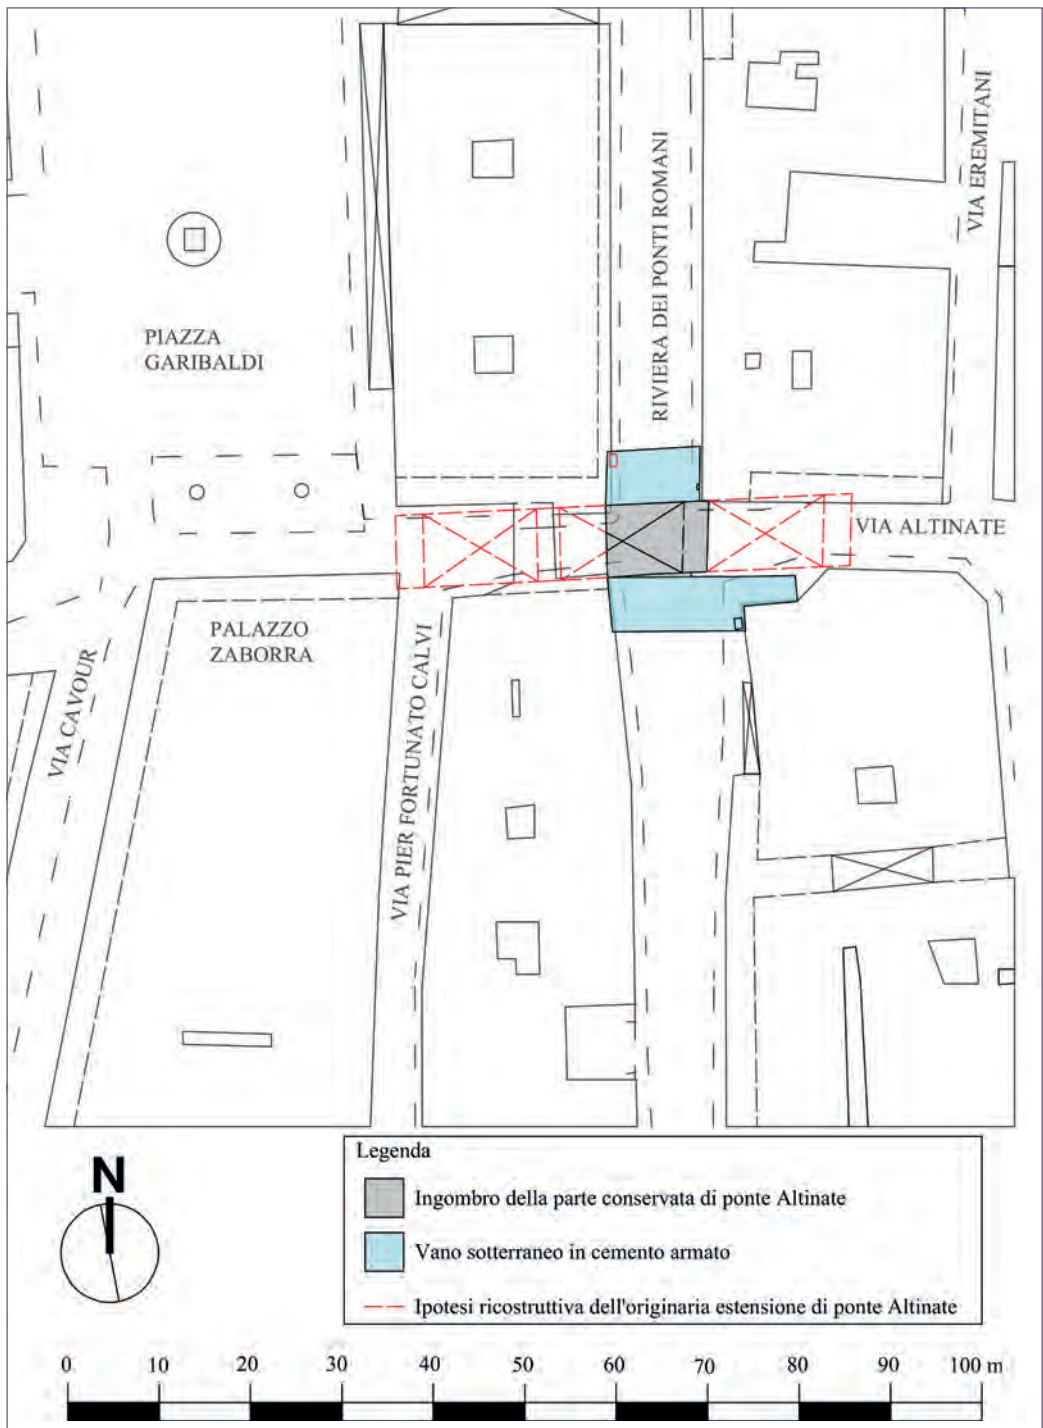 PIAZZA
GARIBALDI
RIVIERA DEI PONTI ROMANI
VIA EREMITANI
VIA ALTINATE
PALAZZO
ZABORRA
VIA CAVOUR
VIA PIER FORTUNATO CALVI
N
Legenda
Ingombro della parte conservata di ponte Altinate
Vano sotterraneo in cemento armato
Ipotesi ricostruttiva dell'originaria estensione di ponte Altinate
0 10 20 30 40 50 60 70 80 90 100 m